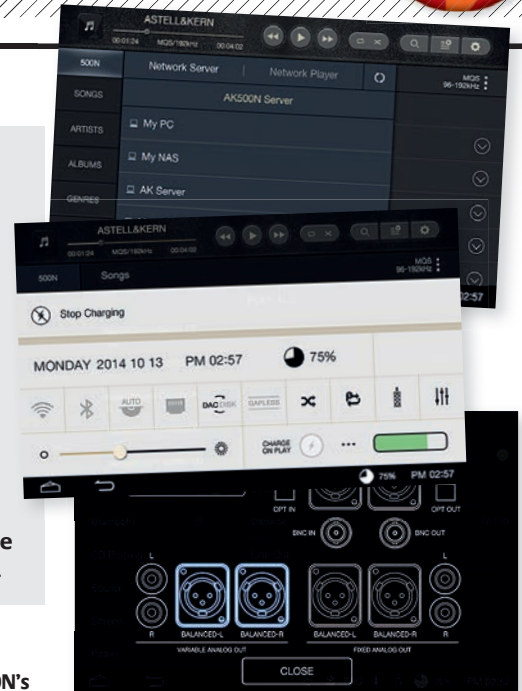 ASTELL&KERN
00:01:24 MQS/192kHz 00:04:02
500N Network Server | Network Player MQS 96-192kHz
AK500N Server
SONGS
My PC
ARTISTS
My NAS
ALBUMS
AK Server
GENRES
02:57
ASTELL&KERN
00:01:24 MQS/192kHz 00:04:02
500N Songs MQS 96-192kHz
Stop Charging
MONDAY 2014 10 13 PM 02:57 75%
AUTO DAC DISK GAPLESS
CHARGE ON PLAY
75% PM 02:57
OPT IN OPT OUT
BNC IN BNC OUT
L L
R BALANCED-L BALANCED-R BALANCED-L BALANCED-R R
VARIABLE ANALOG OUT FIXED ANALOG OUT
CLOSE
e
ON's